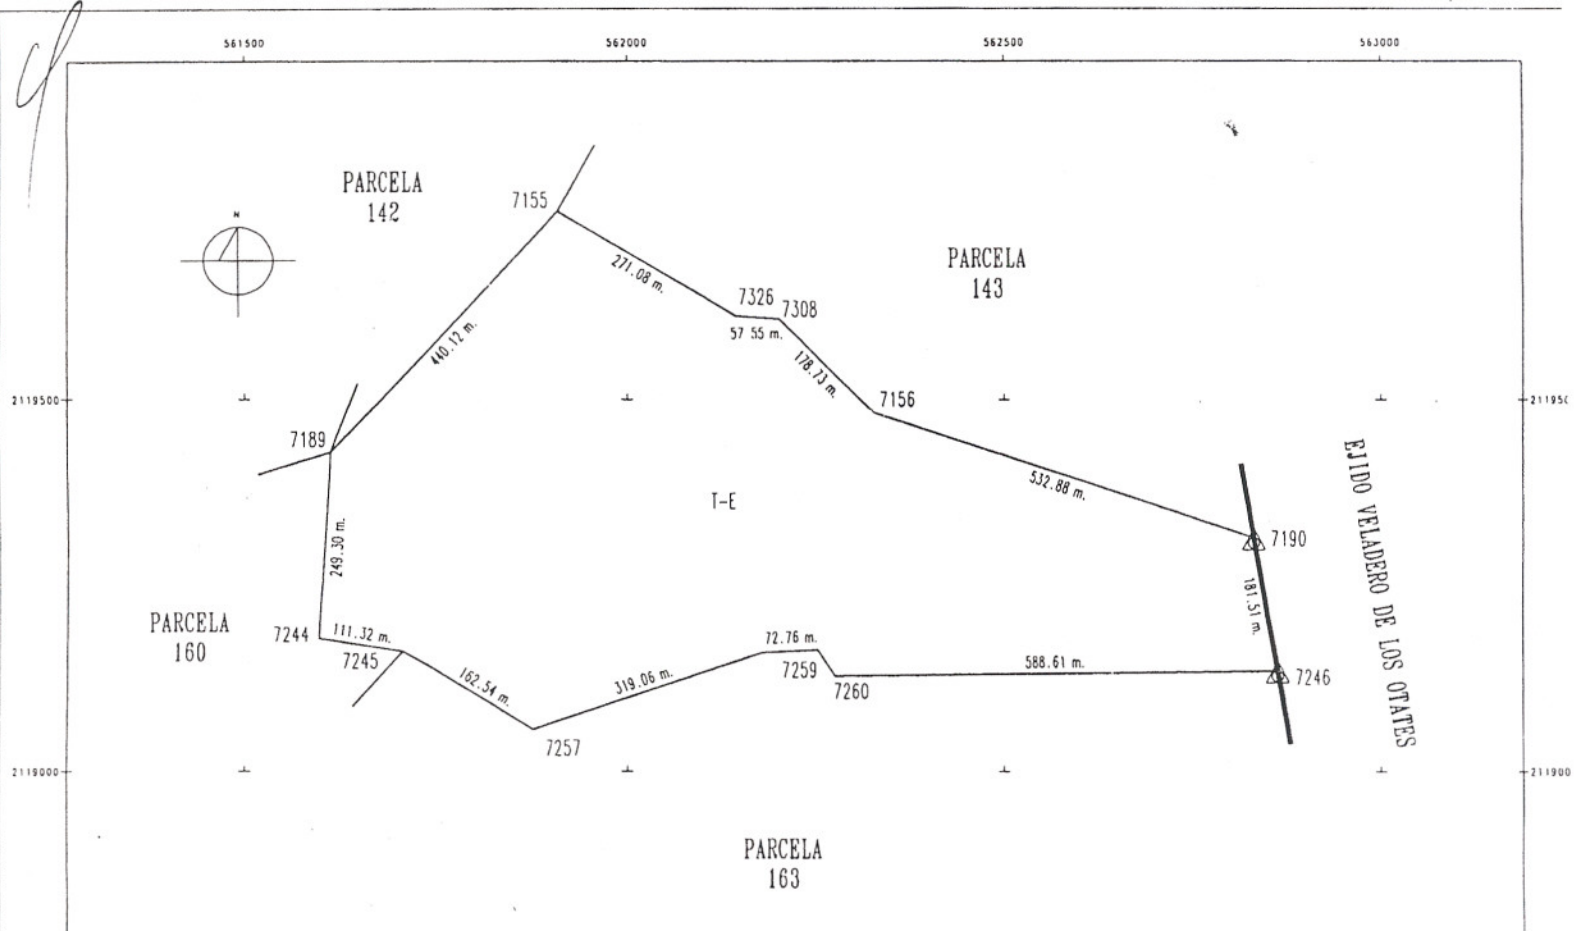 561500 562000 562500 563000
PARCELA
142
N
7155
271.08 m.
PARCELA
143
7326 7308
57 55 m.
440.12 m.
178.73 m.
2119500
7156
21195(
7189
532.88 m.
T-E
7190
EJIDO VELADERO DE LOS OTATES
249.30 m.
181.51 m.
PARCELA
160
7244
111.32 m.
7245
162.54 m.
319.06 m.
72.76 m.
7259
7260
588.61 m.
7246
7257
2119000
211900
PARCELA
163